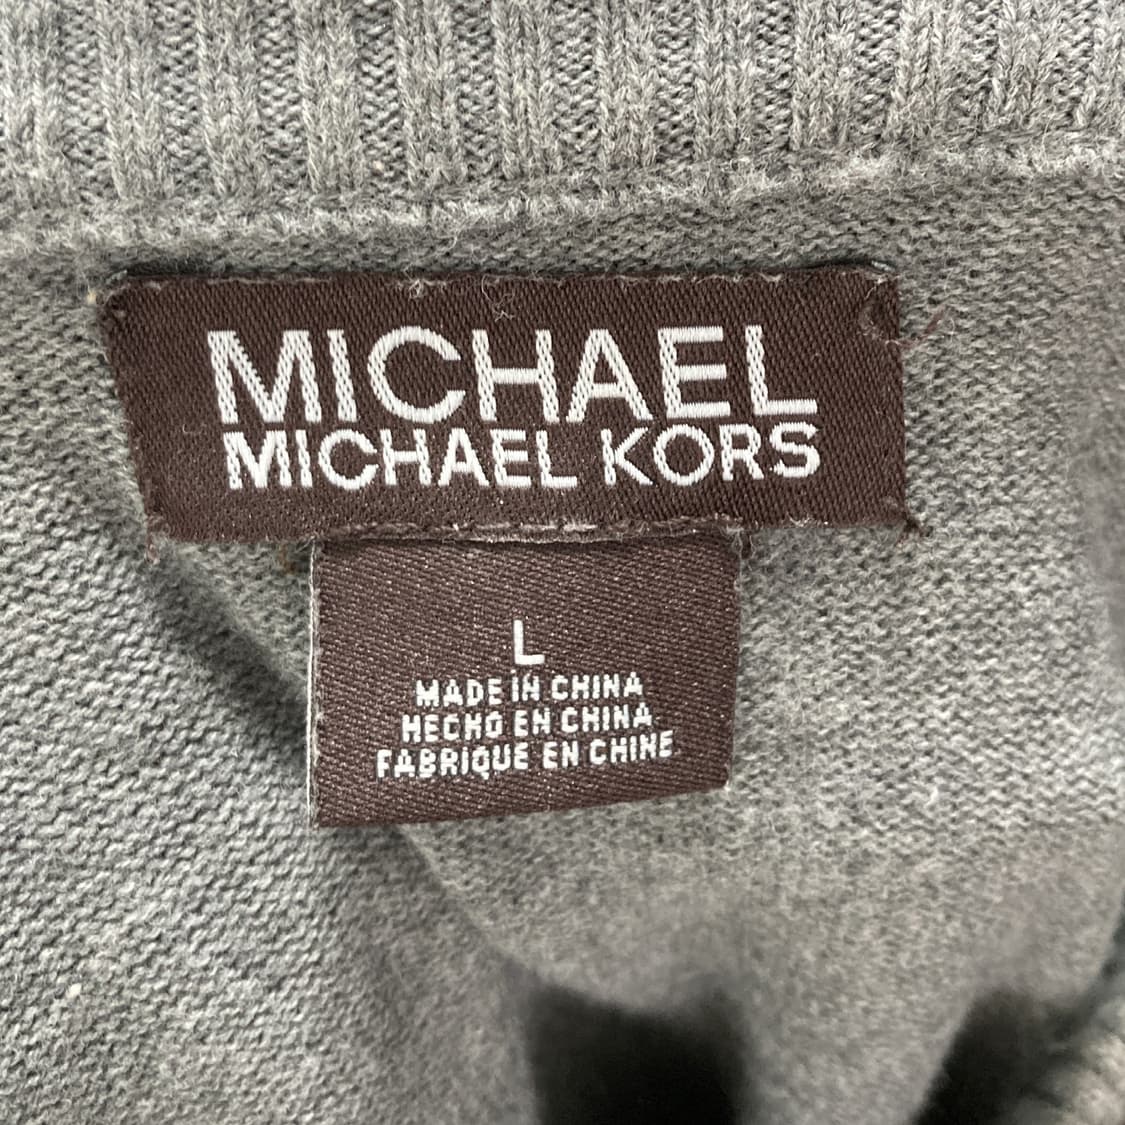 MICHAEL
MICHAEL KORS
L
MADE IN CHINA
HECHO EN CHINA
FABRIQUE EN CHINE